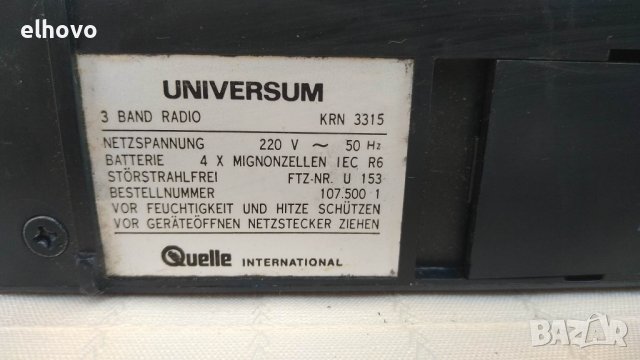 elhovo
UNIVERSUM
3 BAND RADIO KRN 3315
NETZSPANNUNG 220 V ~ 50 Hz
BATTERIE 4 X MIGNONZELLEN IEC R6
STÖRSTRAHLFREI FTZ-NR. U 153
BESTELLNUMMER 107.500 1
VOR FEUCHTIGKEIT UND HITZE SCHÜTZEN
VOR GERÄTEÖFFNEN NETZSTECKER ZIEHEN
Quelle INTERNATIONAL
BAZAR